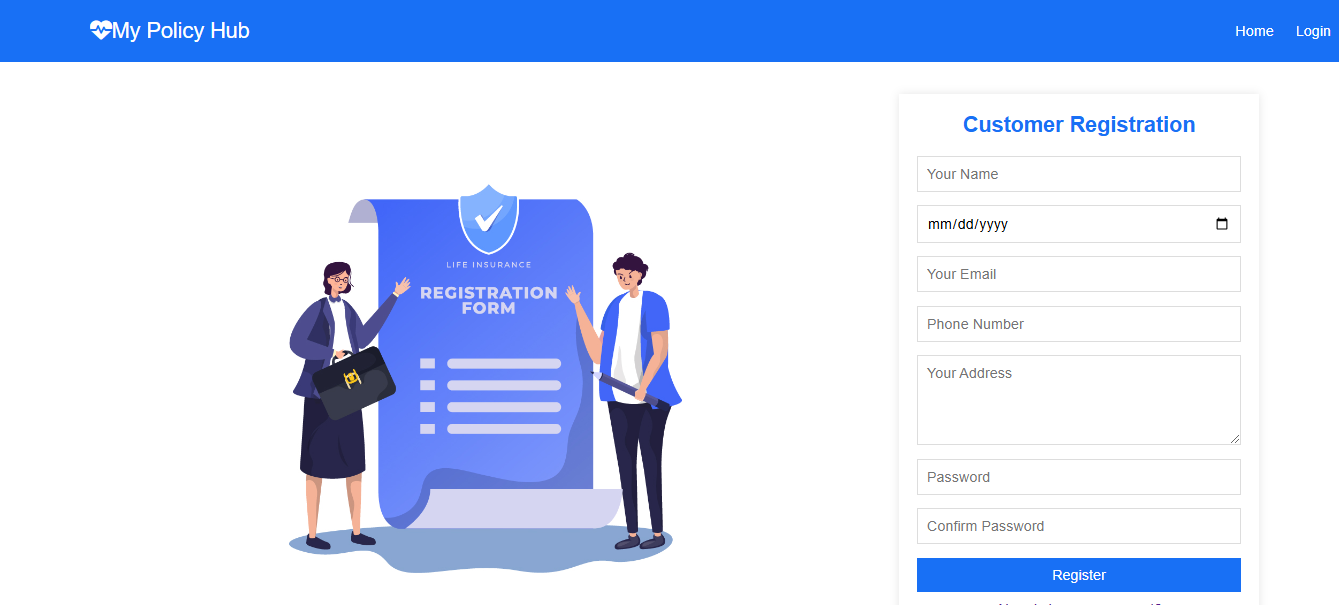 My Policy Hub
Home
Login
LIFE INSURANCE
REGISTRATION
FORM
Customer Registration
Your Name
mm/dd/yyyy
Your Email
Phone Number
Your Address
Password
Confirm Password
Register